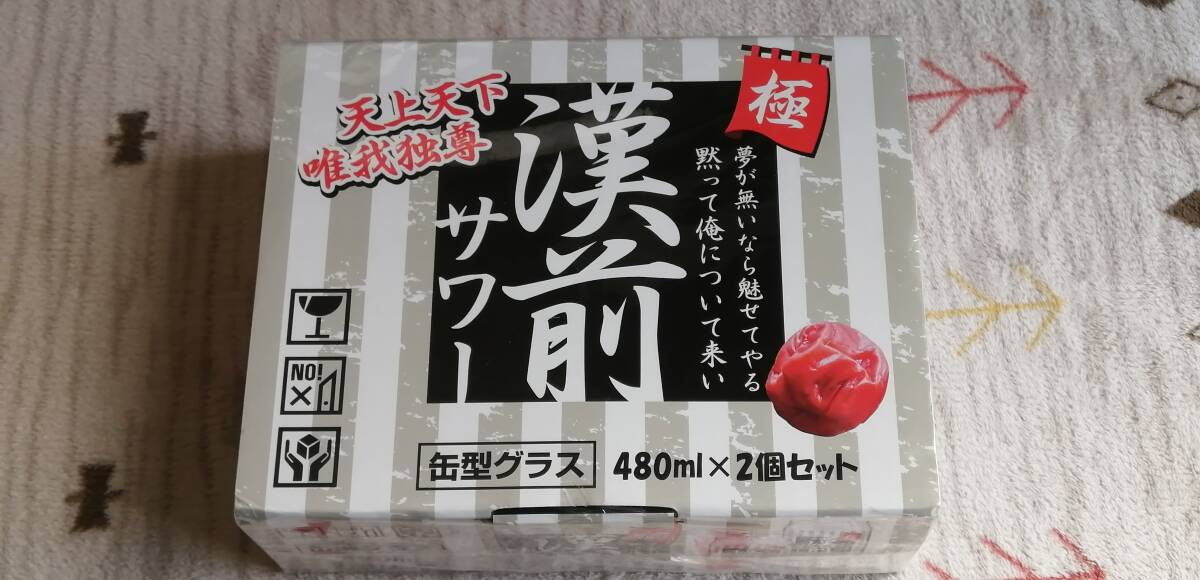 天上天下
唯我独尊
極
漢前
サワー
夢が無いなら魅せてやる
黙って俺について来い
NO!
缶型グラス
480ml×2個セット